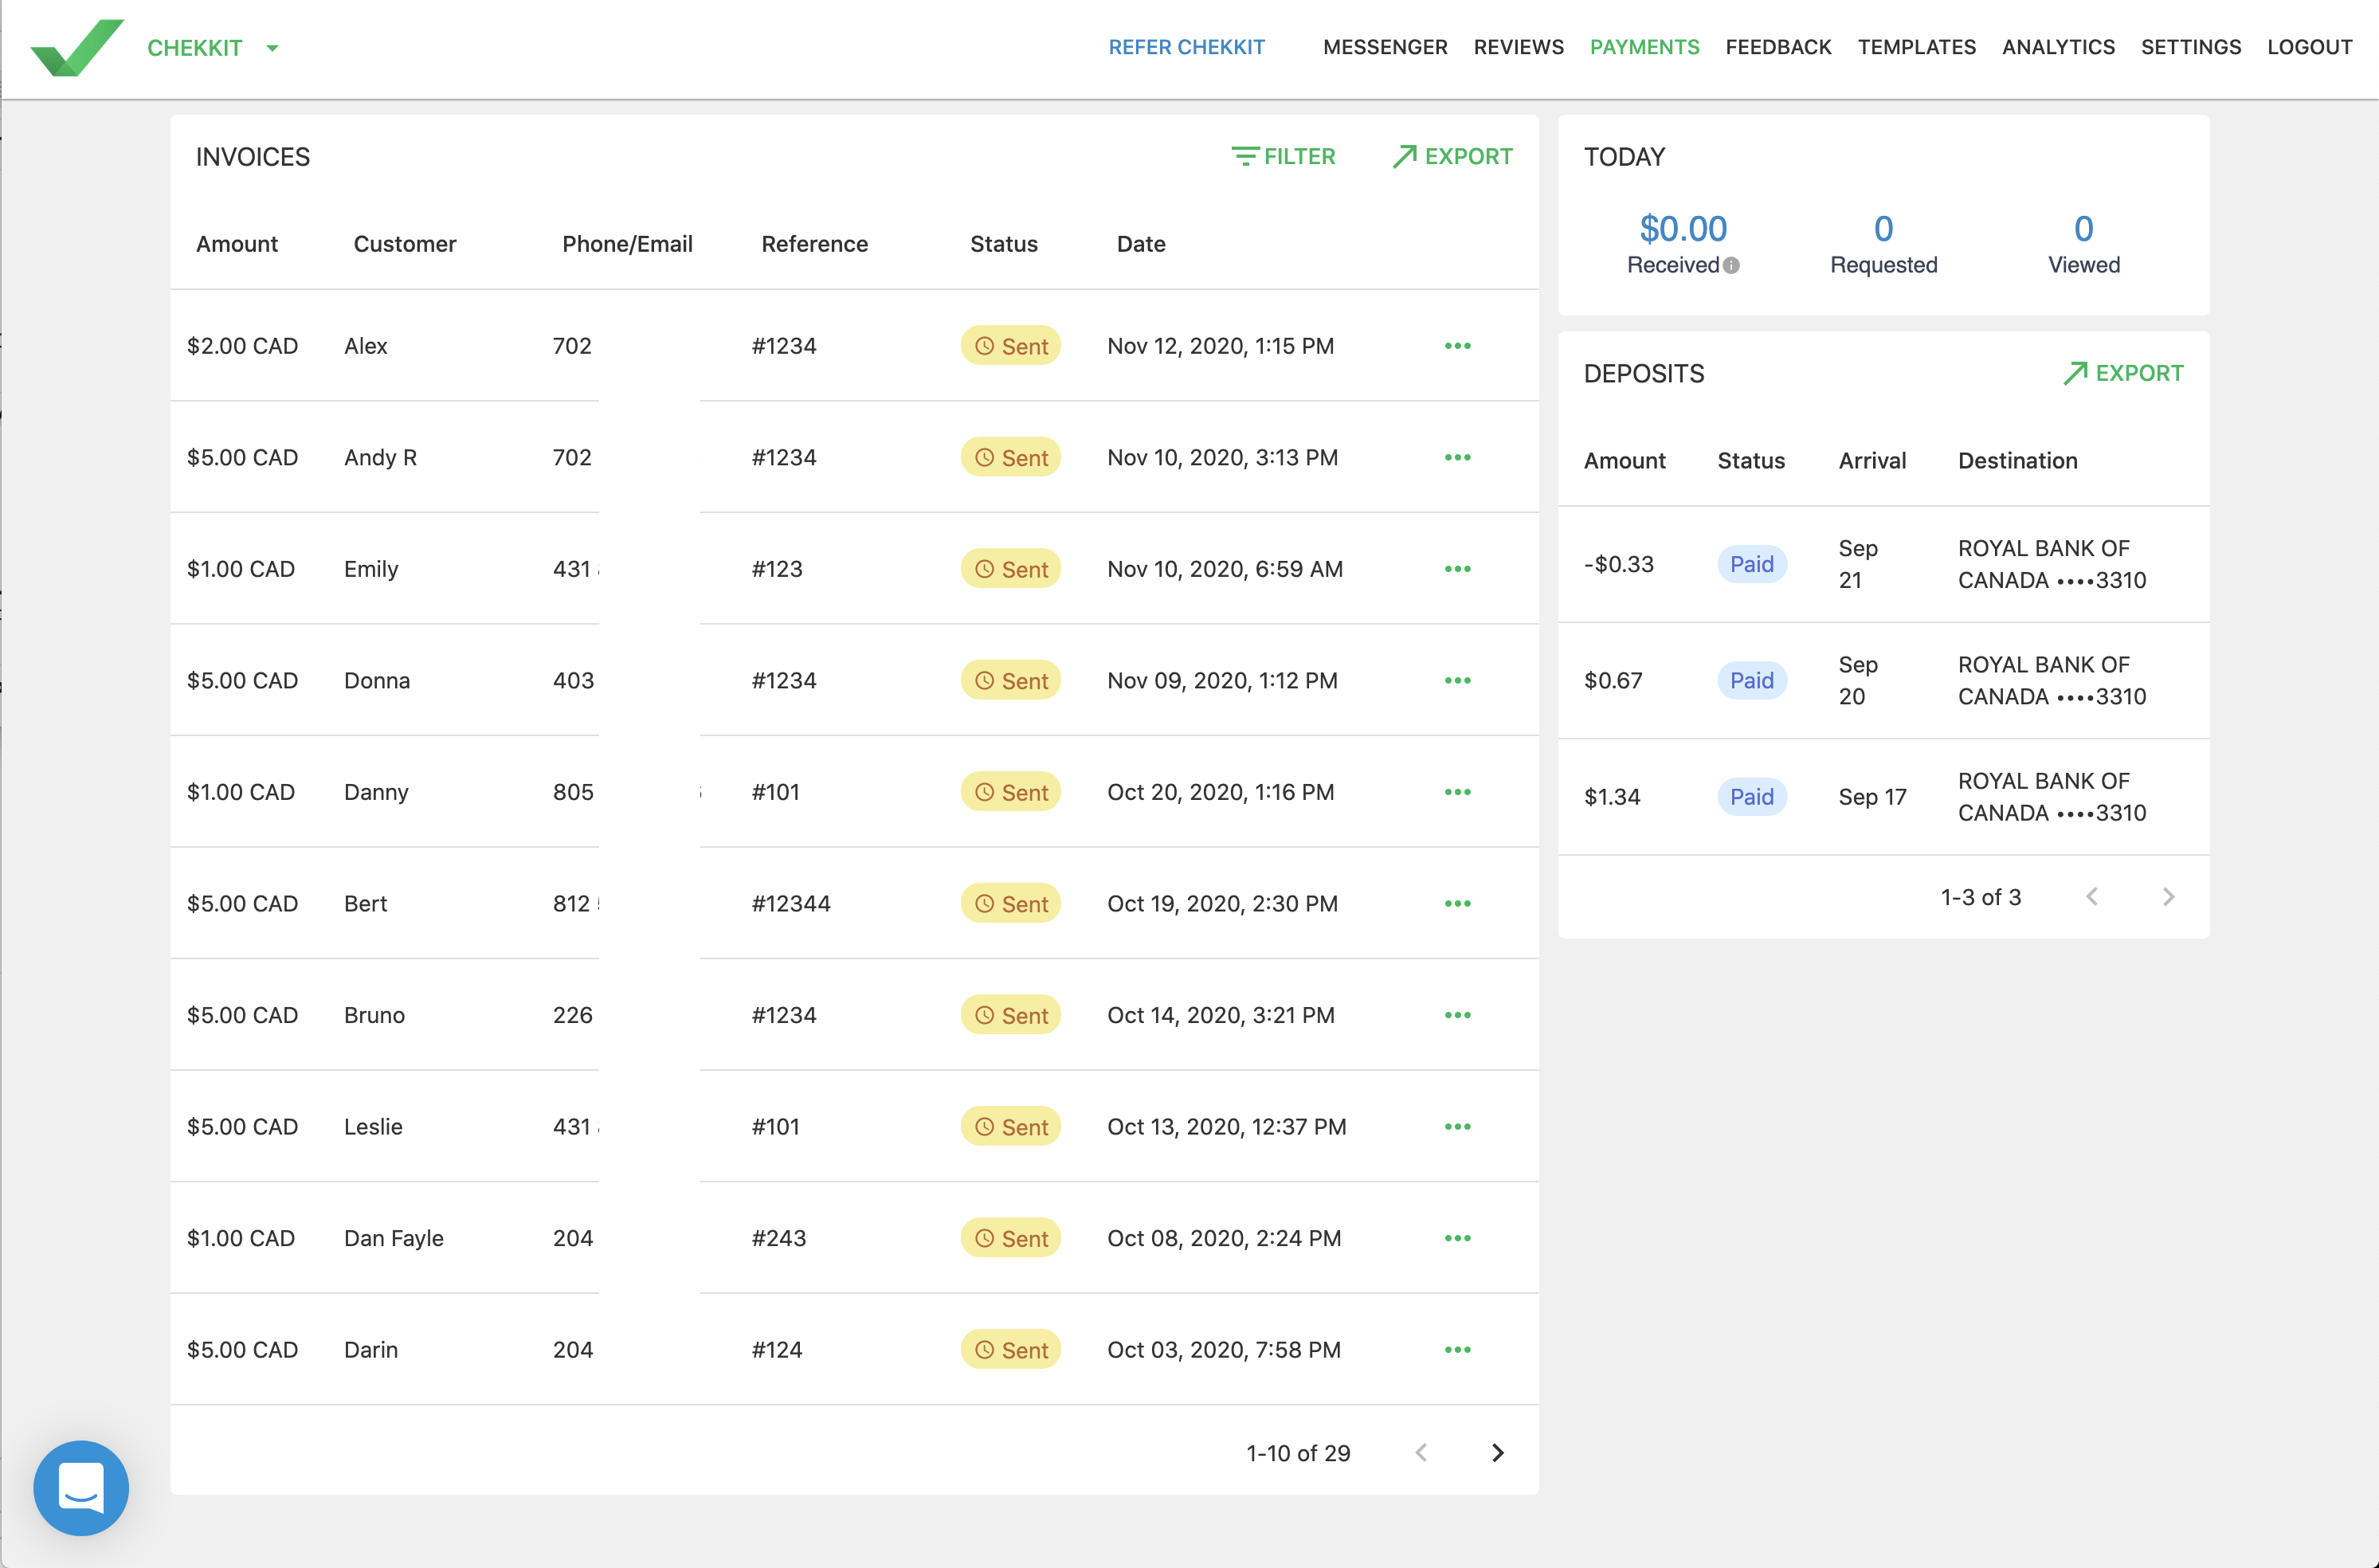 CHEKKIT
REFER CHEKKIT MESSENGER REVIEWS PAYMENTS FEEDBACK TEMPLATES ANALYTICS SETTINGS LOGOUT
INVOICES FILTER EXPORT
Amount Customer Phone/Email Reference Status Date
$2.00 CAD Alex 702 #1234 Sent Nov 12, 2020, 1:15 PM
$5.00 CAD Andy R 702 #1234 Sent Nov 10, 2020, 3:13 PM
$1.00 CAD Emily 431 #123 Sent Nov 10, 2020, 6:59 AM
$5.00 CAD Donna 403 #1234 Sent Nov 09, 2020, 1:12 PM
$1.00 CAD Danny 805 #101 Sent Oct 20, 2020, 1:16 PM
$5.00 CAD Bert 812 #12344 Sent Oct 19, 2020, 2:30 PM
$5.00 CAD Bruno 226 #1234 Sent Oct 14, 2020, 3:21 PM
$5.00 CAD Leslie 431 #101 Sent Oct 13, 2020, 12:37 PM
$1.00 CAD Dan Fayle 204 #243 Sent Oct 08, 2020, 2:24 PM
$5.00 CAD Darin 204 #124 Sent Oct 03, 2020, 7:58 PM
1-10 of 29
TODAY
$0.00 0 0
Received Requested Viewed
DEPOSITS EXPORT
Amount Status Arrival Destination
-$0.33 Paid Sep 21 ROYAL BANK OF
CANADA ••••3310
$0.67 Paid Sep 20 ROYAL BANK OF
CANADA ••••3310
$1.34 Paid Sep 17 ROYAL BANK OF
CANADA ••••3310
1-3 of 3